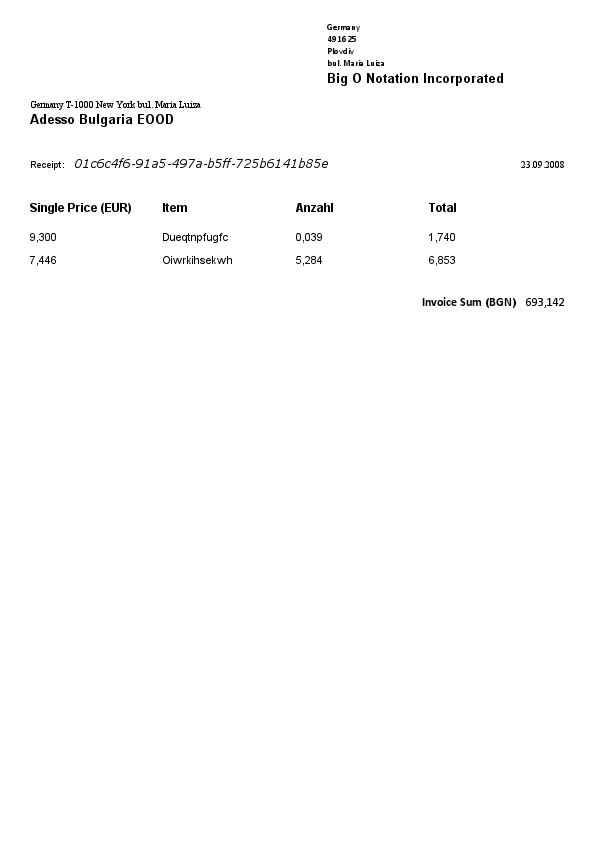 Germany
491625
Plovdiv
bul. Maria Luiza
Big O Notation Incorporated
Germany T-1000 New York bul. Maria Luiza
Adesso Bulgaria EOOD
Receipt: 01c6c4f6-91a5-497a-b5ff-725b6141b85e 23.09.2008
Single Price (EUR) Item Anzahl Total
9,300 Dueqtnpfugfc 0,039 1,740
7,446 Oiwrkihsekwh 5,284 6,853
Invoice Sum (BGN) 693,142